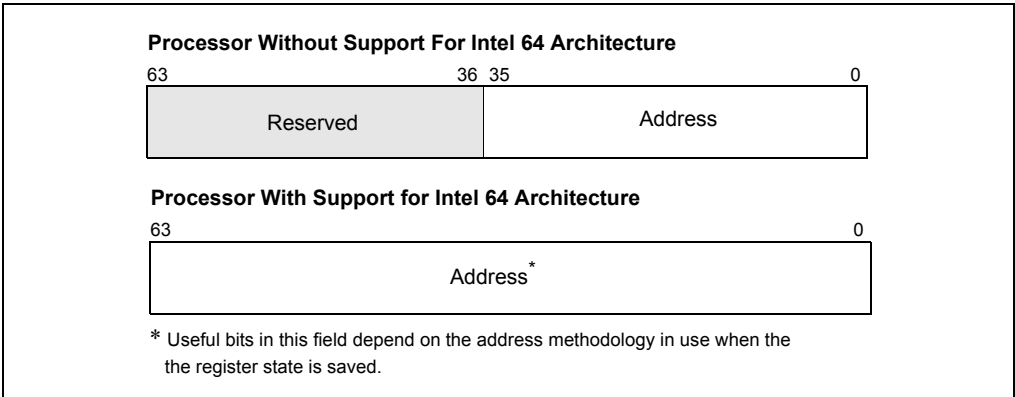 Processor Without Support For Intel 64 Architecture
63 36 35 0
Reserved Address
Processor With Support for Intel 64 Architecture
63 0
Address*
* Useful bits in this field depend on the address methodology in use when the
the register state is saved.